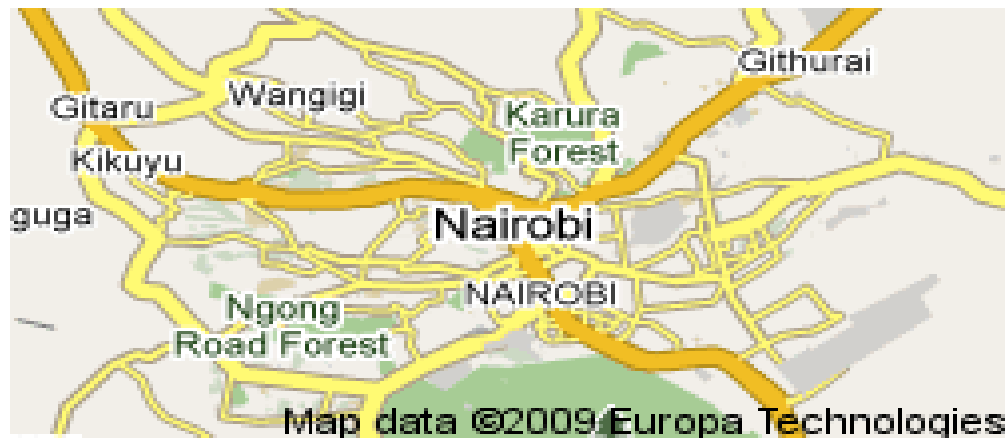 Githurai
Wangigi
Gitaru
Karura
Forest
Kikuyu
guga
Nairobi
NAIROBI
Ngong
Road Forest
Map data ©2009 Europa Technologies